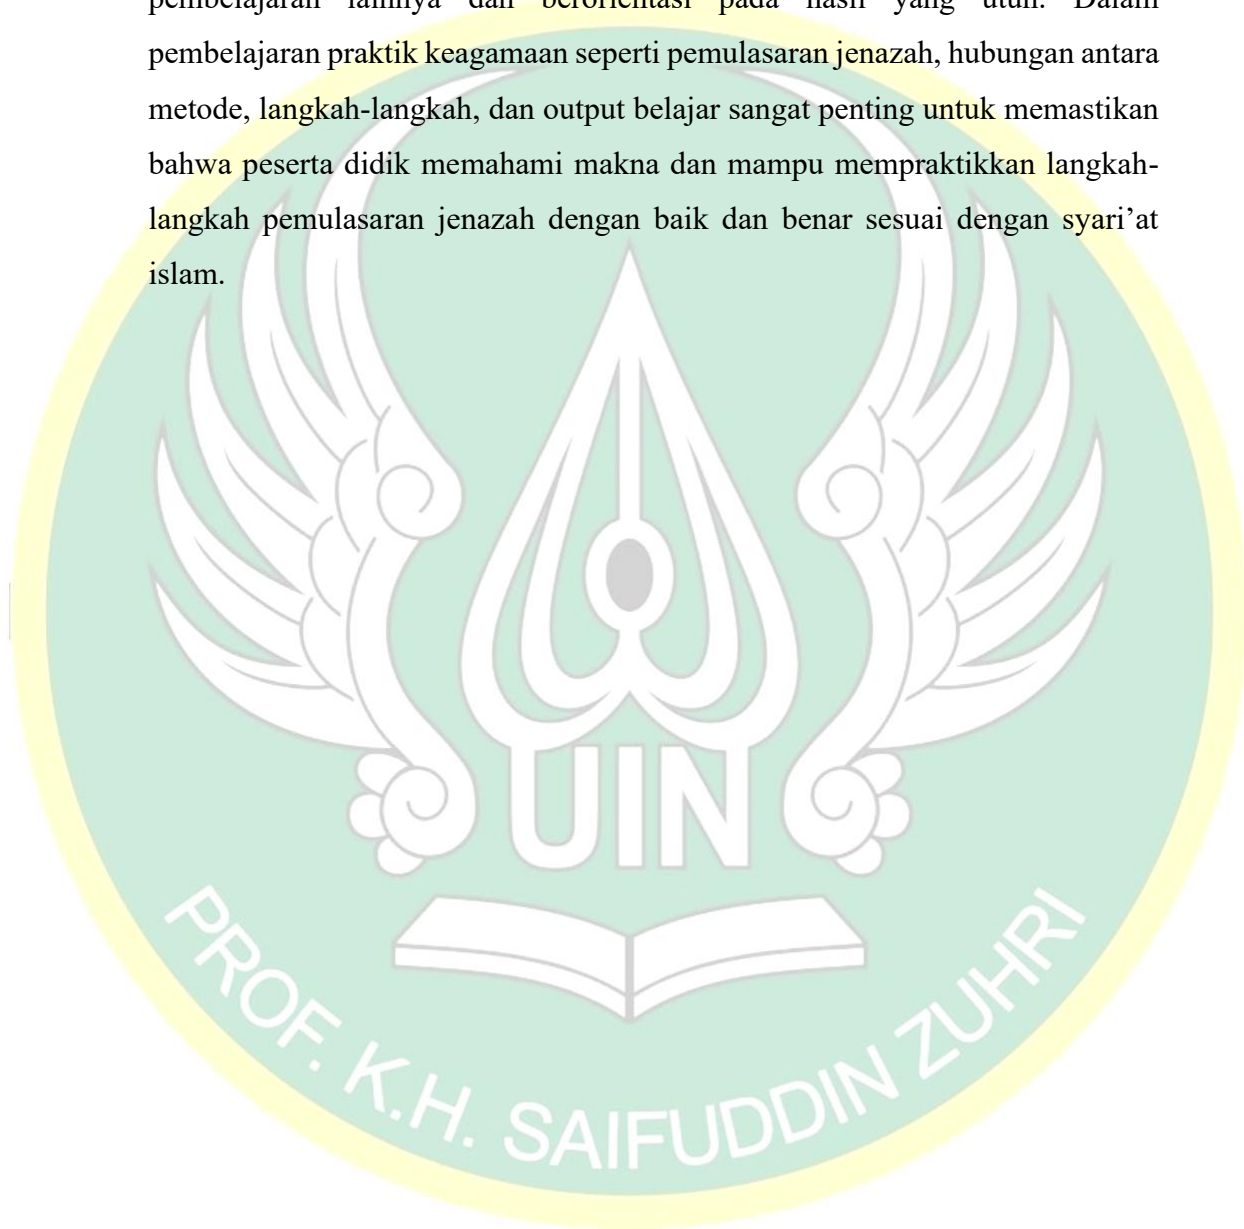 pembelajaran lainnya dan berorientasi pada hasil yang utuh. Dalam
pembelajaran praktik keagamaan seperti pemulasaran jenazah, hubungan antara
metode, langkah-langkah, dan output belajar sangat penting untuk memastikan
bahwa peserta didik memahami makna dan mampu mempraktikkan langkah-
langkah pemulasaran jenazah dengan baik dan benar sesuai dengan syari’at
islam.
UIN
PROF. K.H. SAIFUDDIN ZUHRI